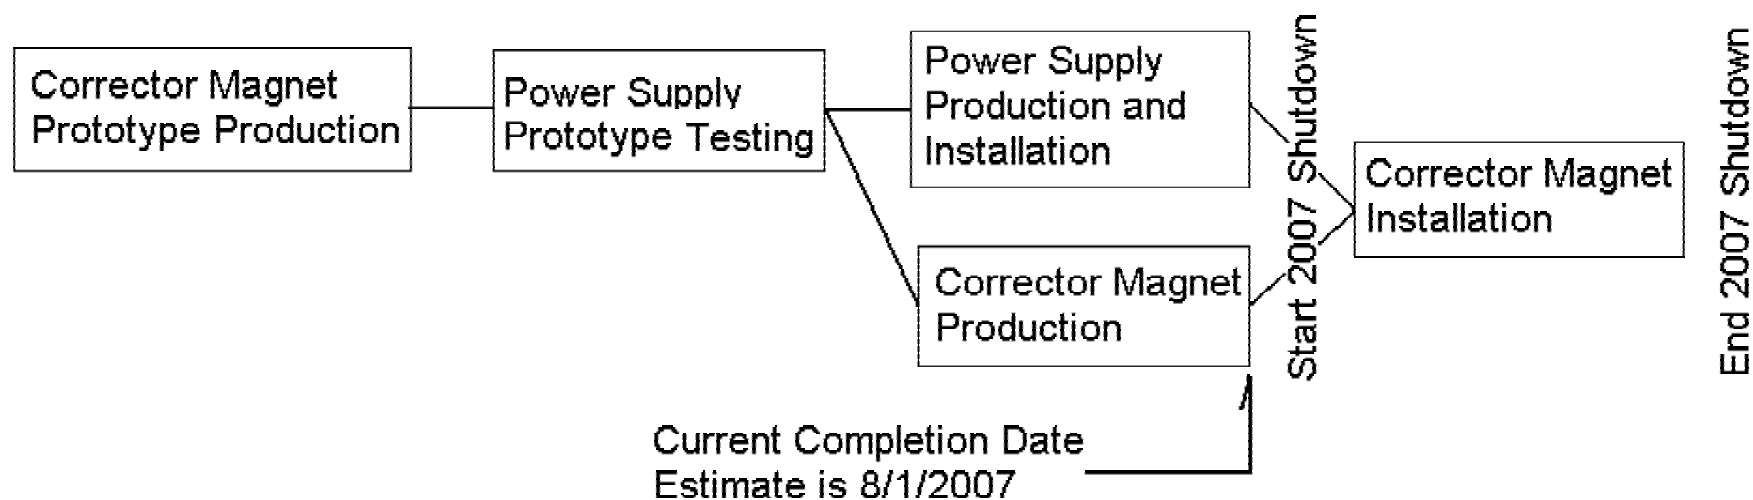 Corrector Magnet
Prototype Production
Power Supply
Prototype Testing
Power Supply
Production and
Installation
Corrector Magnet
Production
Start 2007 Shutdown
Corrector Magnet
Installation
End 2007 Shutdown
Current Completion Date
Estimate is 8/1/2007